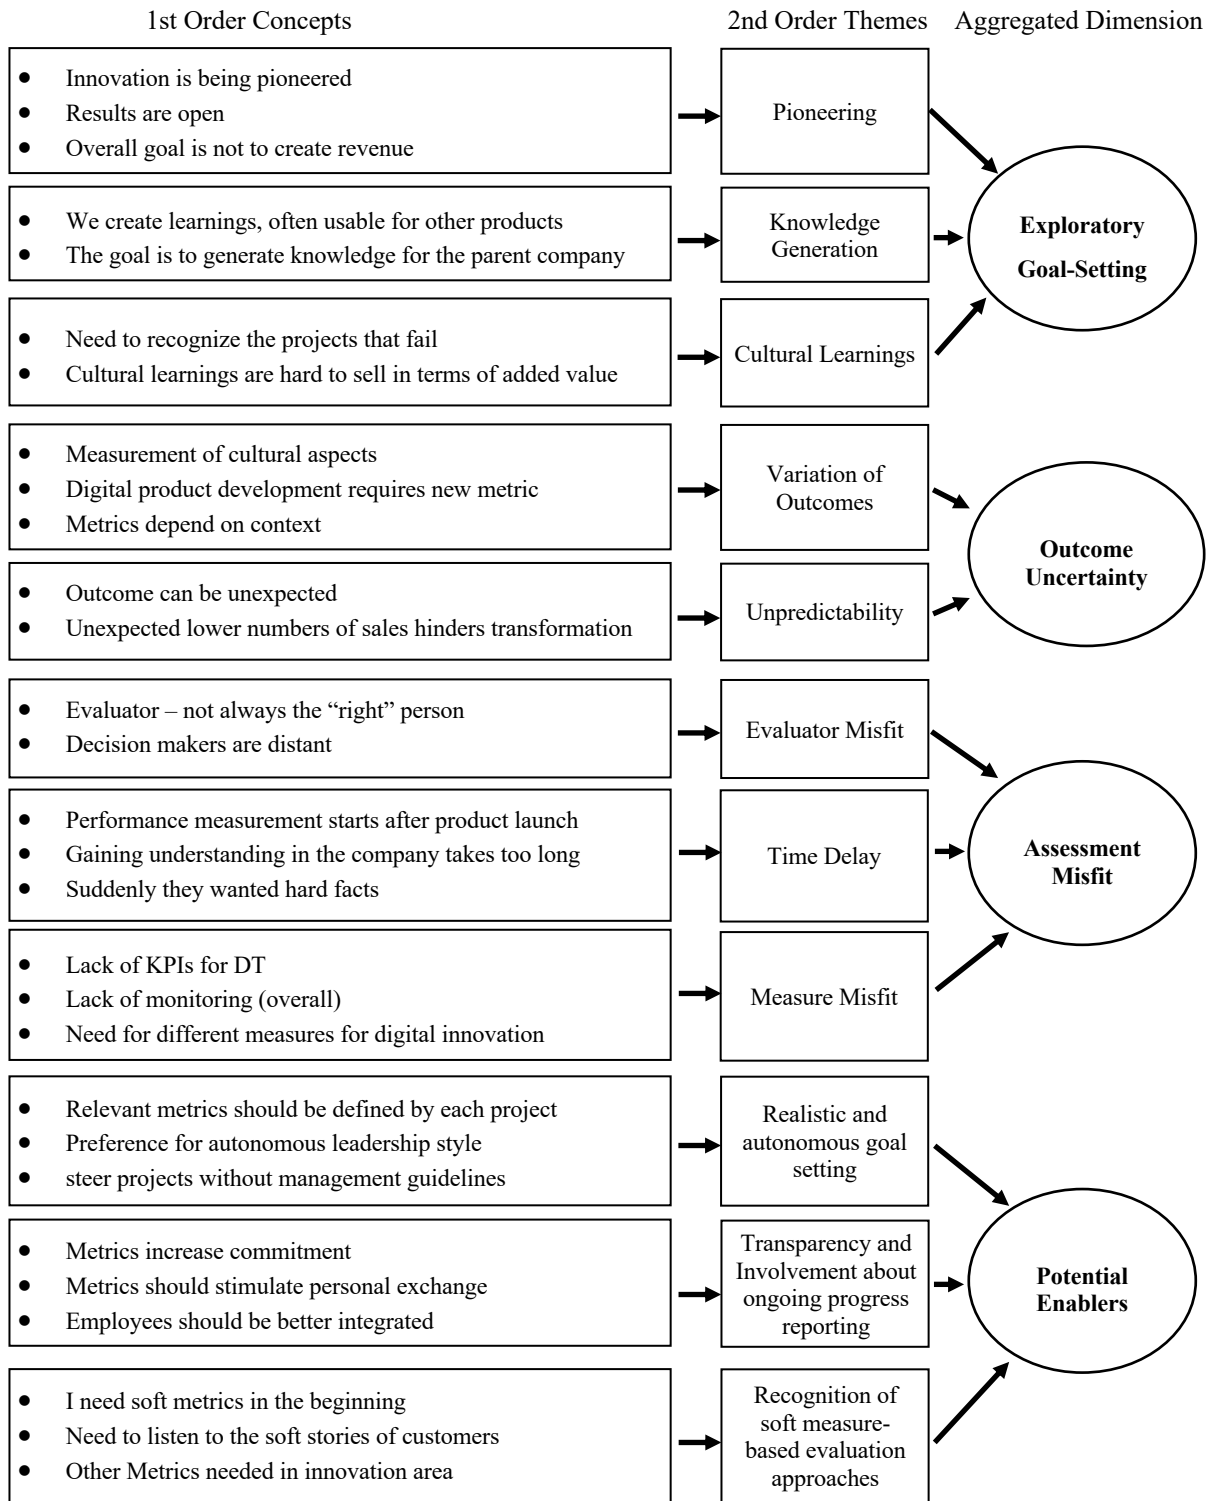 1st Order Concepts
2nd Order Themes
Aggregated Dimension
• Innovation is being pioneered
• Results are open
• Overall goal is not to create revenue
Pioneering
• We create learnings, often usable for other products
• The goal is to generate knowledge for the parent company
Knowledge
Generation
• Need to recognize the projects that fail
• Cultural learnings are hard to sell in terms of added value
Cultural Learnings
Exploratory
Goal-Setting
• Measurement of cultural aspects
• Digital product development requires new metric
• Metrics depend on context
Variation of
Outcomes
• Outcome can be unexpected
• Unexpected lower numbers of sales hinders transformation
Unpredictability
Outcome
Uncertainty
• Evaluator – not always the “right” person
• Decision makers are distant
Evaluator Misfit
• Performance measurement starts after product launch
• Gaining understanding in the company takes too long
• Suddenly they wanted hard facts
Time Delay
• Lack of KPIs for DT
• Lack of monitoring (overall)
• Need for different measures for digital innovation
Measure Misfit
Assessment
Misfit
• Relevant metrics should be defined by each project
• Preference for autonomous leadership style
• steer projects without management guidelines
Realistic and
autonomous goal
setting
• Metrics increase commitment
• Metrics should stimulate personal exchange
• Employees should be better integrated
Transparency and
Involvement about
ongoing progress
reporting
• I need soft metrics in the beginning
• Need to listen to the soft stories of customers
• Other Metrics needed in innovation area
Recognition of
soft measure-
based evaluation
approaches
Potential
Enablers